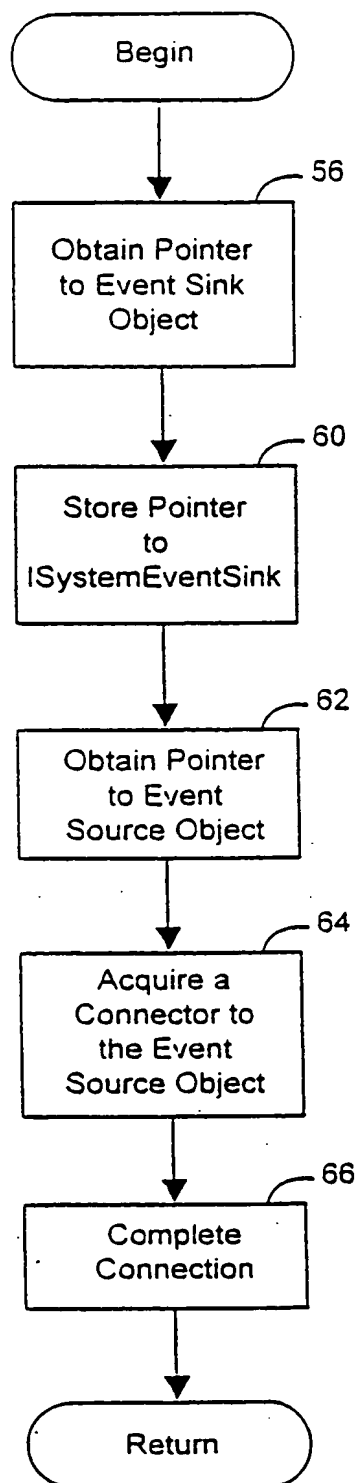 Begin
56
Obtain Pointer
to Event Sink
Object
60
Store Pointer
to
ISystemEventSink
62
Obtain Pointer
to Event
Source Object
64
Acquire a
Connector to
the Event
Source Object
66
Complete
Connection
Return